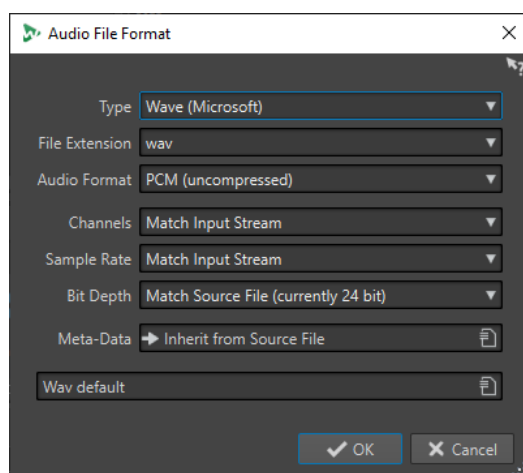 Audio File Format
Type Wave (Microsoft)
File Extension wav
Audio Format PCM (uncompressed)
Channels Match Input Stream
Sample Rate Match Input Stream
Bit Depth Match Source File (currently 24 bit)
Meta-Data Inherit from Source File
Wav default
OK Cancel